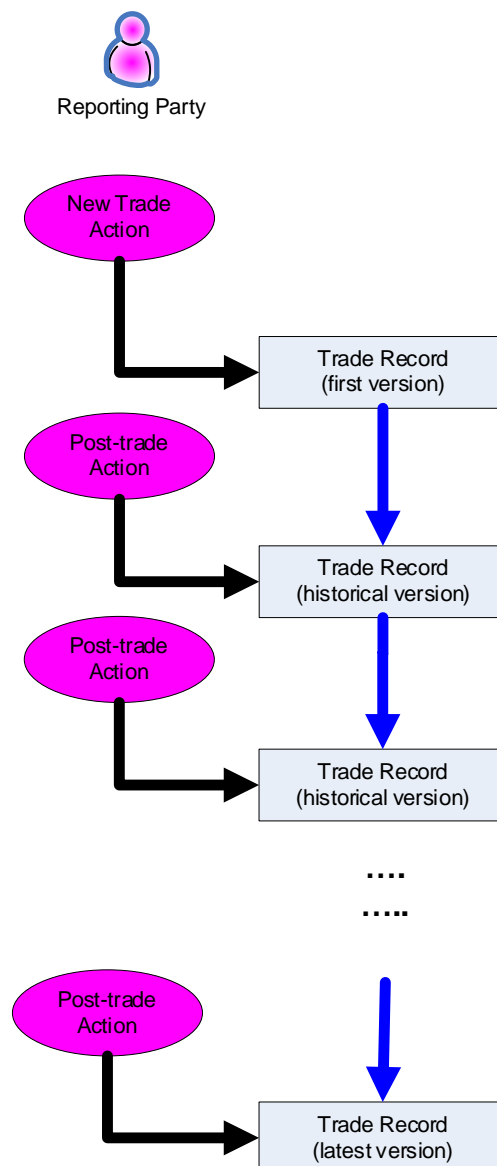 Reporting Party
New Trade
Action
Trade Record
(first version)
Post-trade
Action
Trade Record
(historical version)
Post-trade
Action
Trade Record
(historical version)
....
.....
Post-trade
Action
Trade Record
(latest version)